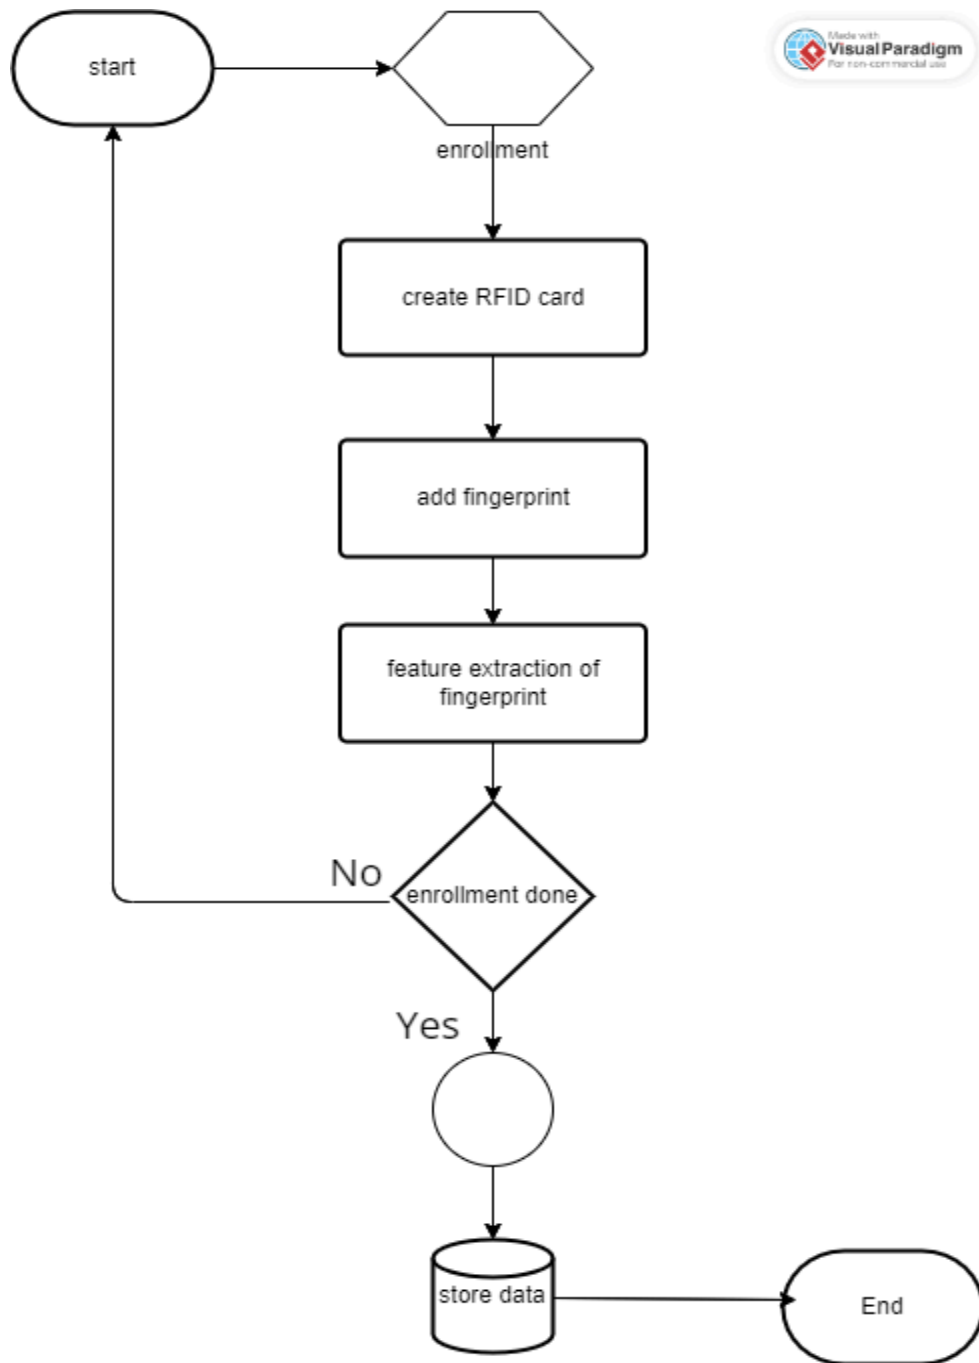 start
Made with
Visual Paradigm
For non-commercial use
enrollment
create RFID card
add fingerprint
feature extraction of
fingerprint
No
enrollment done
Yes
store data
End